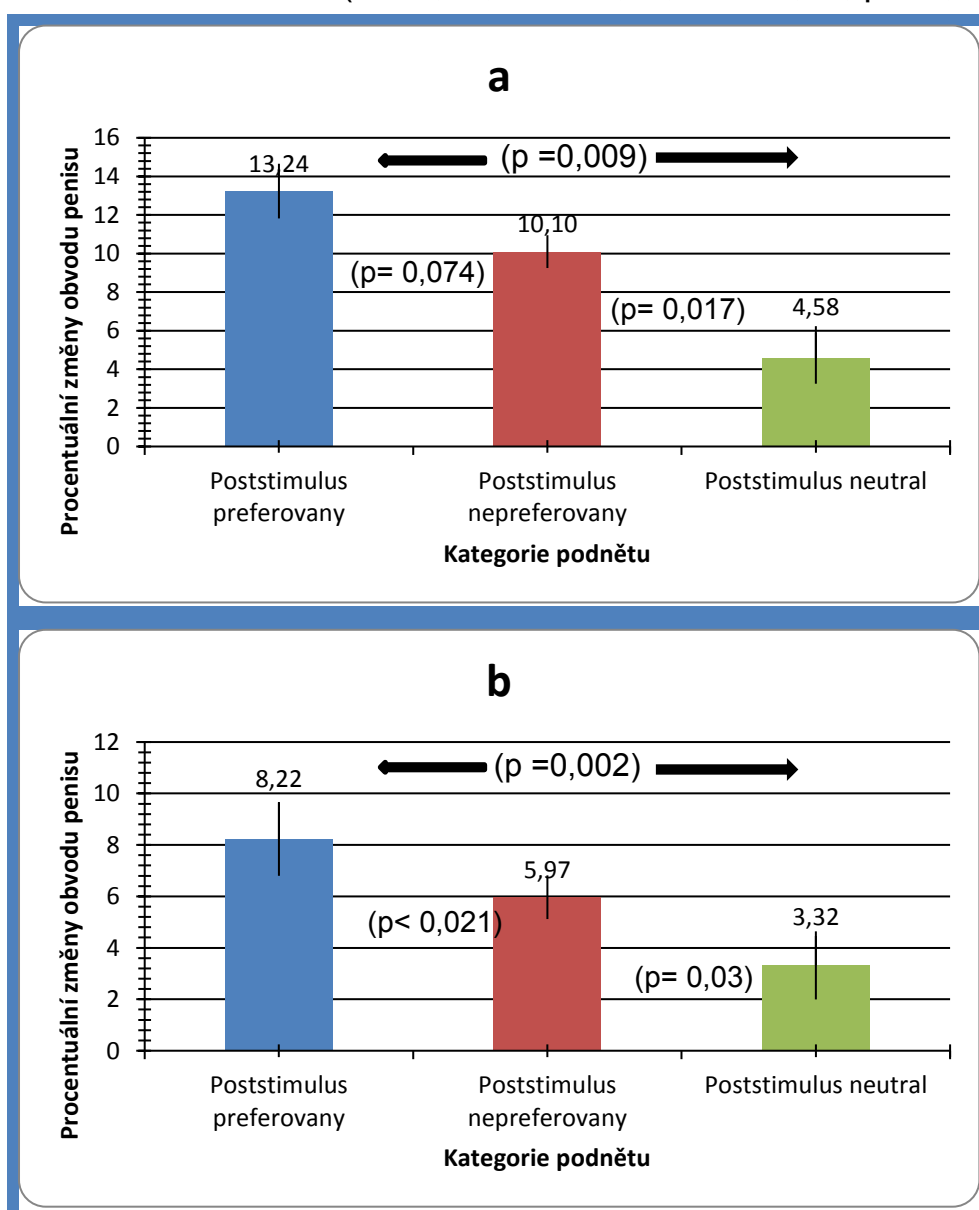 a
Procentuální změny obvodu penisu
16
14
12
10
8
6
4
2
0
(p =0,009)
13,24
10,10
(p= 0,074)
(p= 0,017)
4,58
Poststimulus
preferovany
Poststimulus
nepreferovany
Poststimulus neutral
Kategorie podnětu
b
Procentuální změny obvodu penisu
12
10
8
6
4
2
0
(p =0,002)
8,22
5,97
(p< 0,021)
3,32
(p= 0,03)
Poststimulus
preferovany
Poststimulus
nepreferovany
Poststimulus neutral
Kategorie podnětu